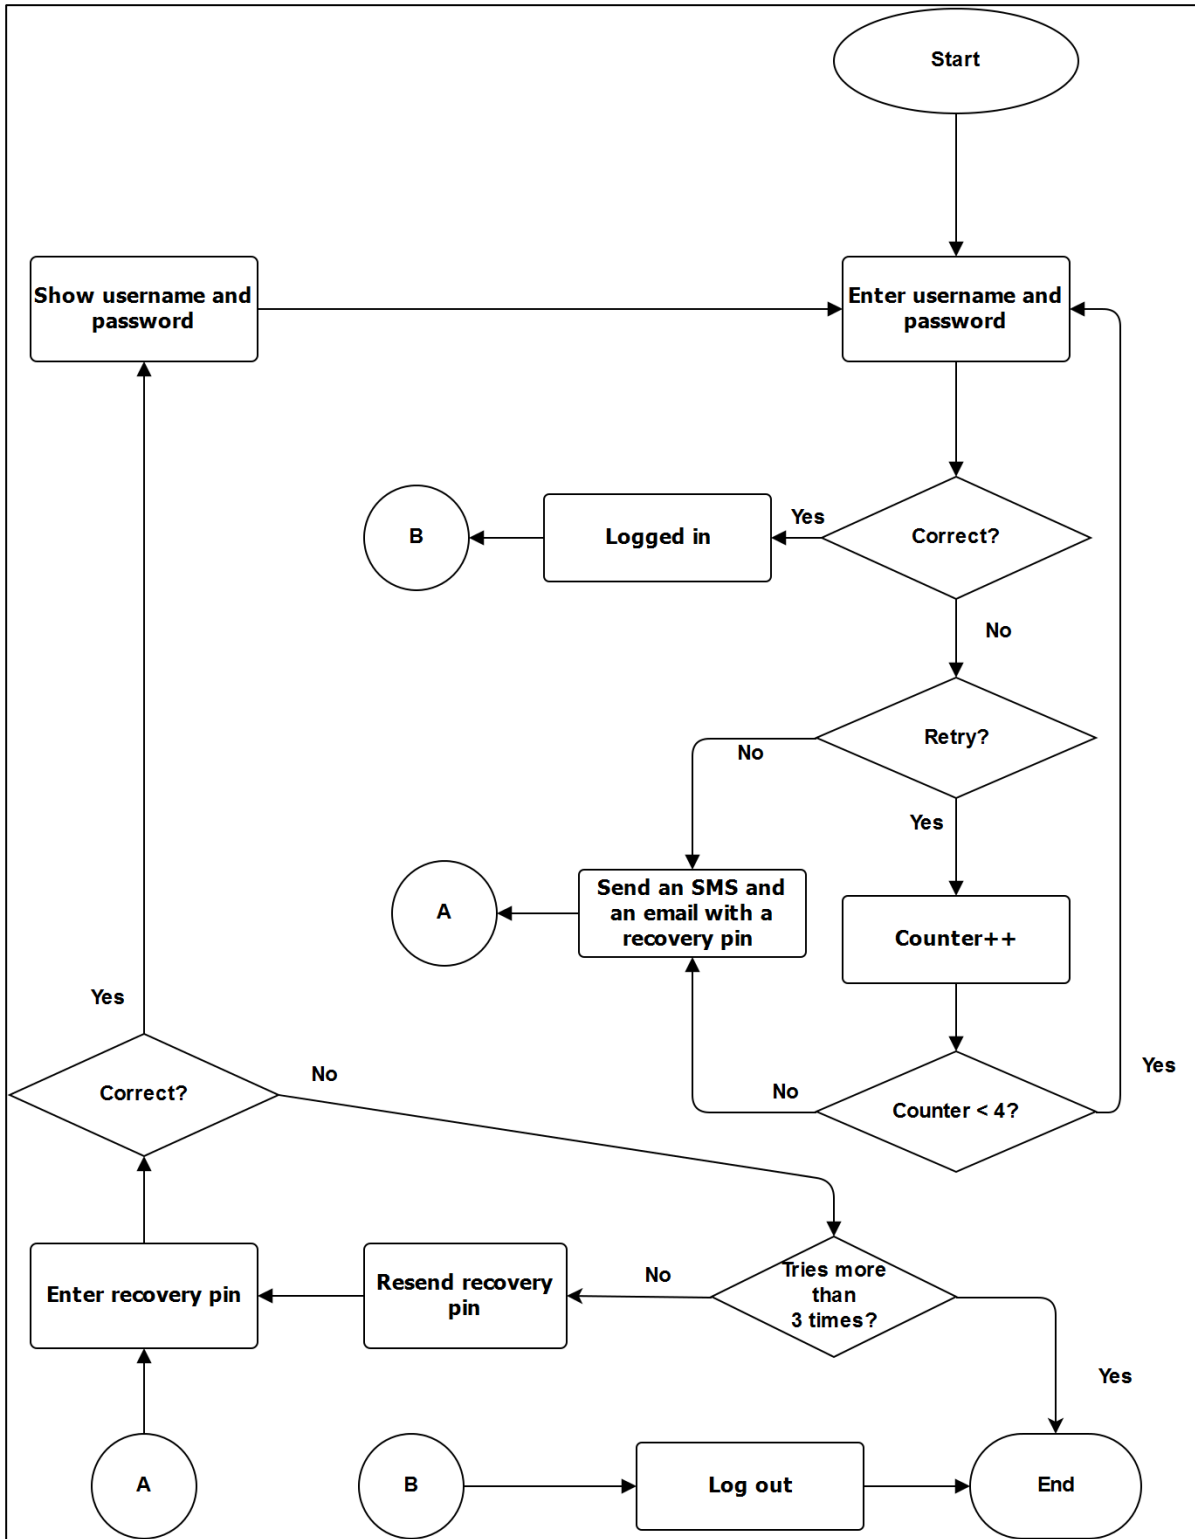 Start
Show username and
password
Enter username and
password
B
Logged in
Yes
Correct?
No
Retry?
No
Yes
A
Send an SMS and
an email with a
recovery pin
Counter++
Yes
Correct?
No
No
Counter < 4?
Yes
Enter recovery pin
Resend recovery
pin
No
Tries more
than
3 times?
Yes
A
B
Log out
End